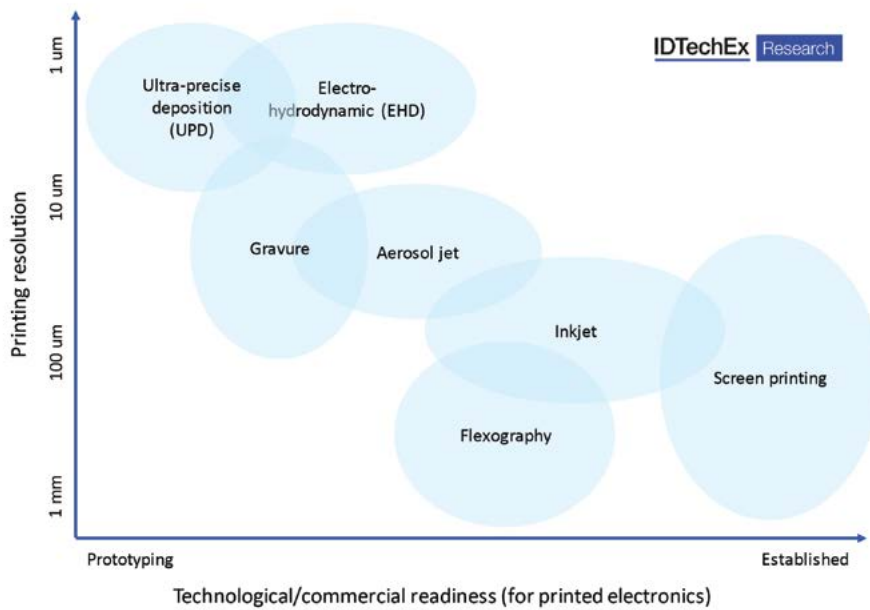 IDTechEx Research
1 um
10 um
100 um
1 mm
Printing resolution
Ultra-precise
deposition
(UPD)
Electro-
hydrodynamic (EHD)
Gravure
Aerosol jet
Inkjet
Screen printing
Flexography
Prototyping
Established
Technological/commercial readiness (for printed electronics)